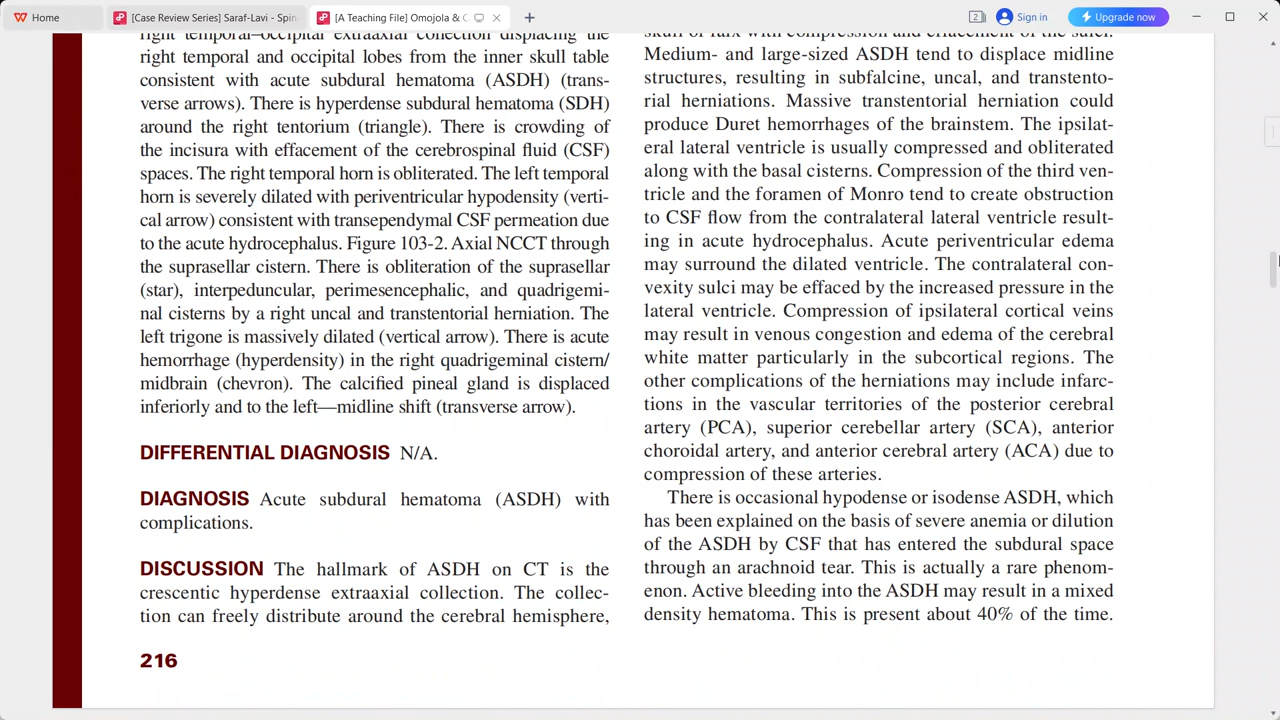 Home
[Case Review Series] Saraf-Lavi - Spin
[A Teaching File] Omojola & C
2
Sign in
Upgrade now
right temporal–occipital extraaxial collection displacing the
right temporal and occipital lobes from the inner skull table
consistent with acute subdural hematoma (ASDH) (trans-
verse arrows). There is hyperdense subdural hematoma (SDH)
around the right tentorium (triangle). There is crowding of
the incisura with effacement of the cerebrospinal fluid (CSF)
spaces. The right temporal horn is obliterated. The left temporal
horn is severely dilated with periventricular hypodensity (verti-
cal arrow) consistent with transependymal CSF permeation due
to the acute hydrocephalus. Figure 103-2. Axial NCCT through
the suprasellar cistern. There is obliteration of the suprasellar
(star), interpeduncular, perimesencephalic, and quadrigemi-
nal cisterns by a right uncal and transtentorial herniation. The
left trigone is massively dilated (vertical arrow). There is acute
hemorrhage (hyperdensity) in the right quadrigeminal cistern/
midbrain (chevron). The calcified pineal gland is displaced
inferiorly and to the left—midline shift (transverse arrow).
DIFFERENTIAL DIAGNOSIS N/A.
DIAGNOSIS Acute subdural hematoma (ASDH) with
complications.
DISCUSSION The hallmark of ASDH on CT is the
crescentic hyperdense extraaxial collection. The collec-
tion can freely distribute around the cerebral hemisphere,
216
skull or falx with compression and effacement of the sulci.
Medium- and large-sized ASDH tend to displace midline
structures, resulting in subfalcine, uncal, and transtento-
rial herniations. Massive transtentorial herniation could
produce Duret hemorrhages of the brainstem. The ipsilat-
eral lateral ventricle is usually compressed and obliterated
along with the basal cisterns. Compression of the third ven-
tricle and the foramen of Monro tend to create obstruction
to CSF flow from the contralateral lateral ventricle result-
ing in acute hydrocephalus. Acute periventricular edema
may surround the dilated ventricle. The contralateral con-
vexity sulci may be effaced by the increased pressure in the
lateral ventricle. Compression of ipsilateral cortical veins
may result in venous congestion and edema of the cerebral
white matter particularly in the subcortical regions. The
other complications of the herniations may include infarc-
tions in the vascular territories of the posterior cerebral
artery (PCA), superior cerebellar artery (SCA), anterior
choroidal artery, and anterior cerebral artery (ACA) due to
compression of these arteries.
There is occasional hypodense or isodense ASDH, which
has been explained on the basis of severe anemia or dilution
of the ASDH by CSF that has entered the subdural space
through an arachnoid tear. This is actually a rare phenom-
enon. Active bleeding into the ASDH may result in a mixed
density hematoma. This is present about 40% of the time.